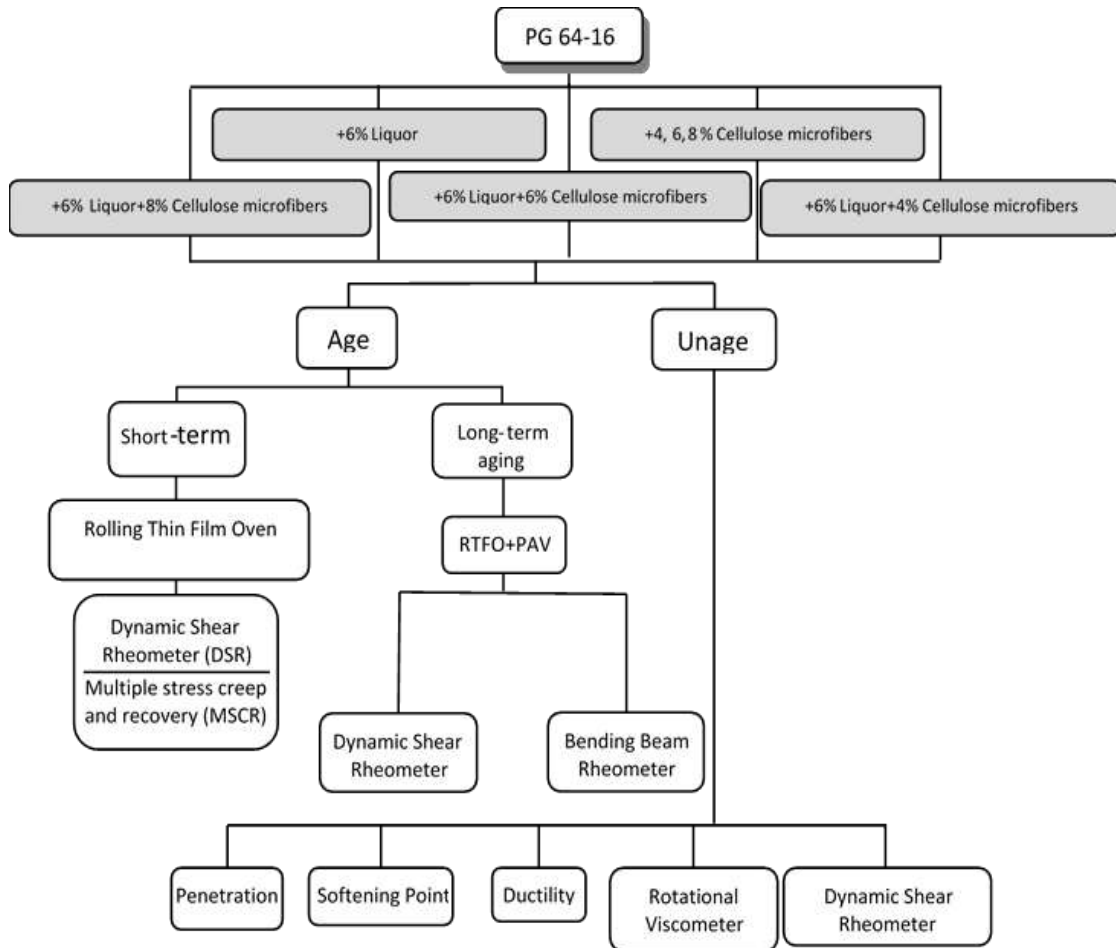 PG 64-16
+6% Liquor
+4, 6,8 % Cellulose microfibers
+6% Liquor+8% Cellulose microfibers
+6% Liquor+6% Cellulose microfibers
+6% Liquor+4% Cellulose microfibers
Age
Unage
Short-term
Long-term
aging
Rolling Thin Film Oven
RTFO+PAV
Dynamic Shear
Rheometer (DSR)
Multiple stress creep
and recovery (MSCR)
Dynamic Shear
Rheometer
Bending Beam
Rheometer
Penetration
Softening Point
Ductility
Rotational
Viscometer
Dynamic Shear
Rheometer